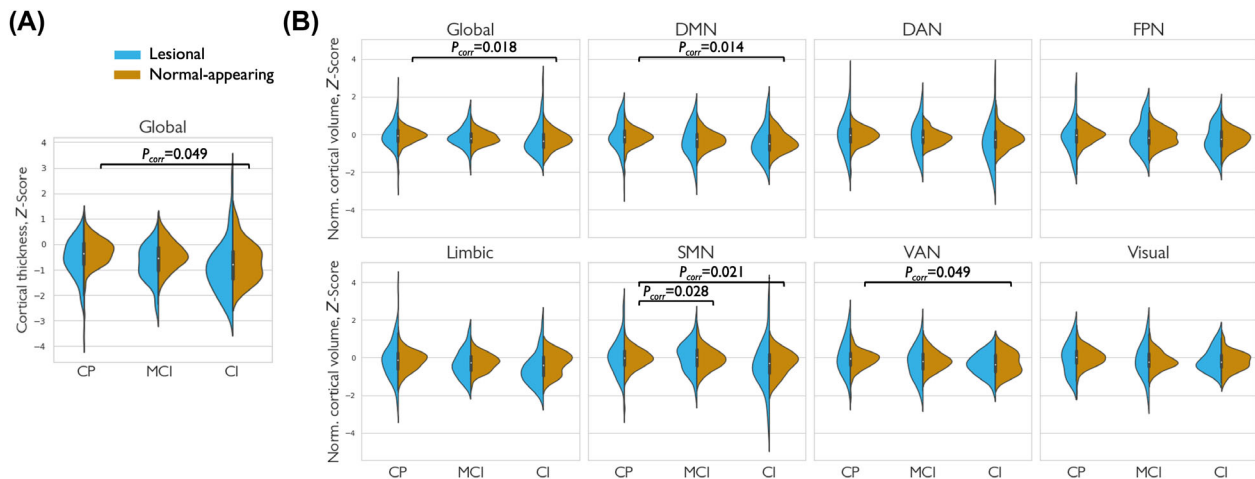 (A)
Lesional
Normal-appearing
Global
Cortical thickness, Z-Score
4
3
2
1
0
−1
−2
−3
−4
Pcorr=0.049
CP MCI CI
(B)
Global DMN DAN FPN
Norm. cortical volume, Z-Score
4
2
0
−2
−4
Pcorr=0.018
Pcorr=0.014
Limbic SMN VAN Visual
Norm. cortical volume, Z-Score
4
2
0
−2
−4
Pcorr=0.021
Pcorr=0.028
Pcorr=0.049
CP MCI CI CP MCI CI CP MCI CI CP MCI CI